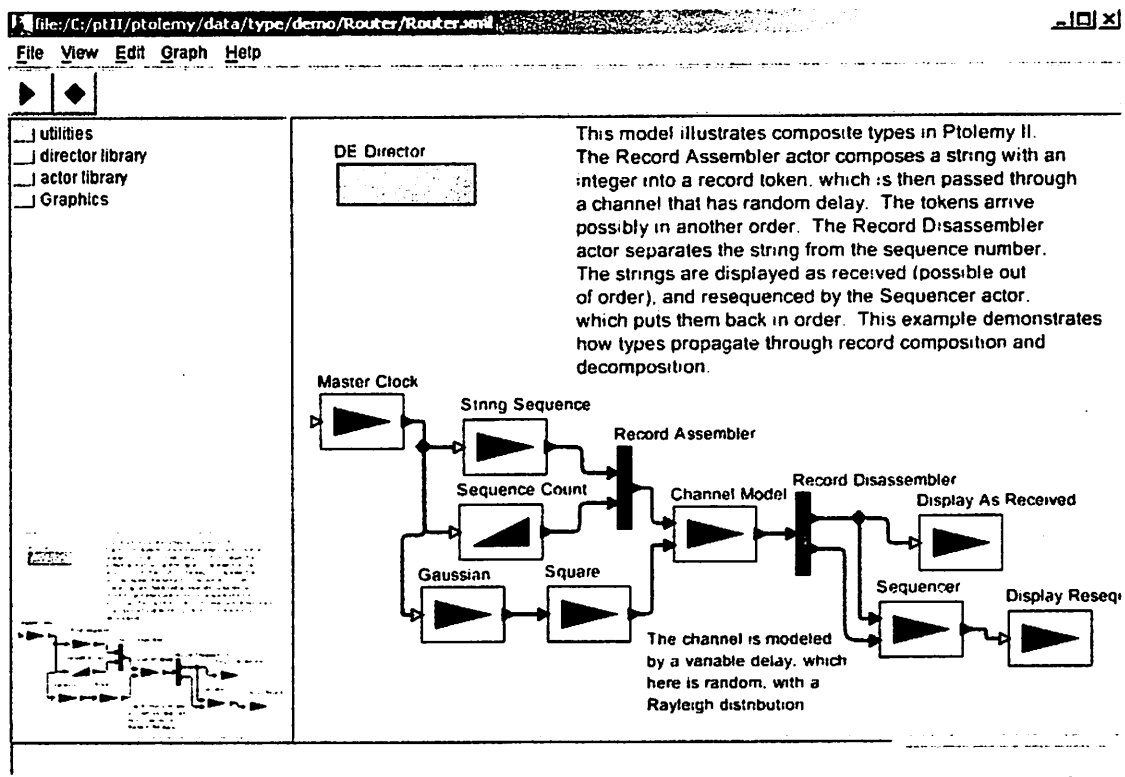 file:/C:/ptII/ptolemy/data/type/demo/Router/Router.xml
File View Edit Graph Help
utilities
director library
actor library
Graphics
DE Director
This model illustrates composite types in Ptolemy II.
The Record Assembler actor composes a string with an
integer into a record token, which is then passed through
a channel that has random delay. The tokens arrive
possibly in another order. The Record Disassembler
actor separates the string from the sequence number.
The strings are displayed as received (possible out
of order), and resequenced by the Sequencer actor.
which puts them back in order. This example demonstrates
how types propagate through record composition and
decomposition.
Master Clock
String Sequence
Record Assembler
Sequence Count
Channel Model
Record Disassembler
Display As Received
Gaussian
Square
Sequencer
Display Resequ
The channel is modeled
by a variable delay, which
here is random, with a
Rayleigh distribution